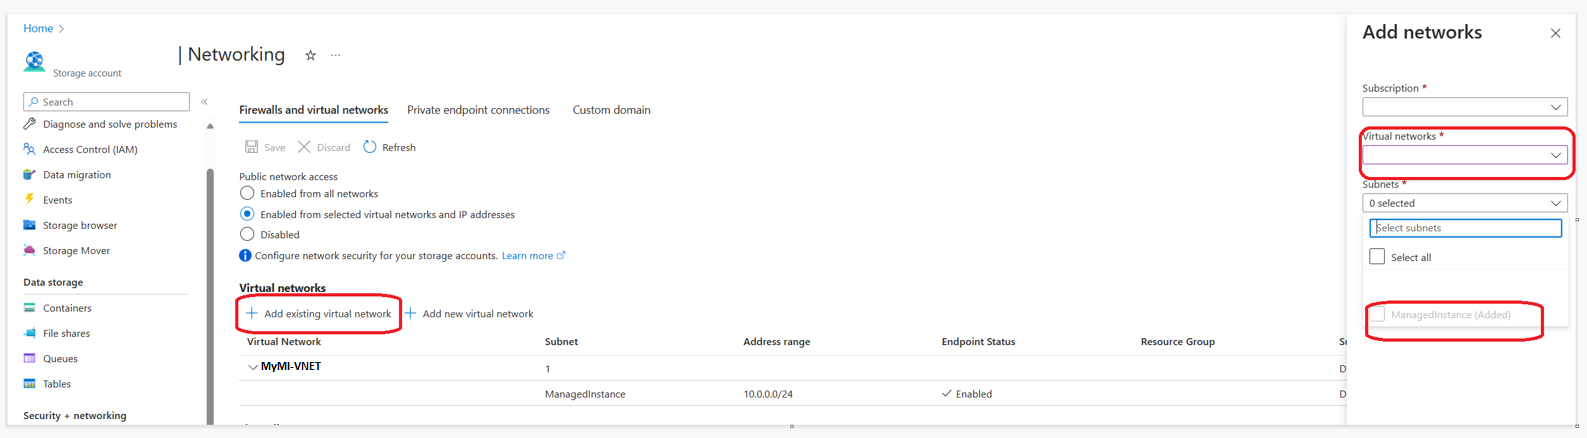 Home >
| Networking
Storage account
Search
Diagnose and solve problems
Access Control (IAM)
Data migration
Events
Storage browser
Storage Mover
Data storage
Containers
File shares
Queues
Tables
Security + networking
Firewalls and virtual networks Private endpoint connections Custom domain
Save Discard Refresh
Public network access
Enabled from all networks
Enabled from selected virtual networks and IP addresses
Disabled
Configure network security for your storage accounts. Learn more
Virtual networks
+ Add existing virtual network + Add new virtual network
Virtual Network Subnet Address range Endpoint Status Resource Group S
MyMI-VNET 1 D
ManagedInstance 10.0.0.0/24 Enabled D
Add networks
Subscription *
Virtual networks *
Subnets *
0 selected
Select subnets
Select all
ManagedInstance (Added)